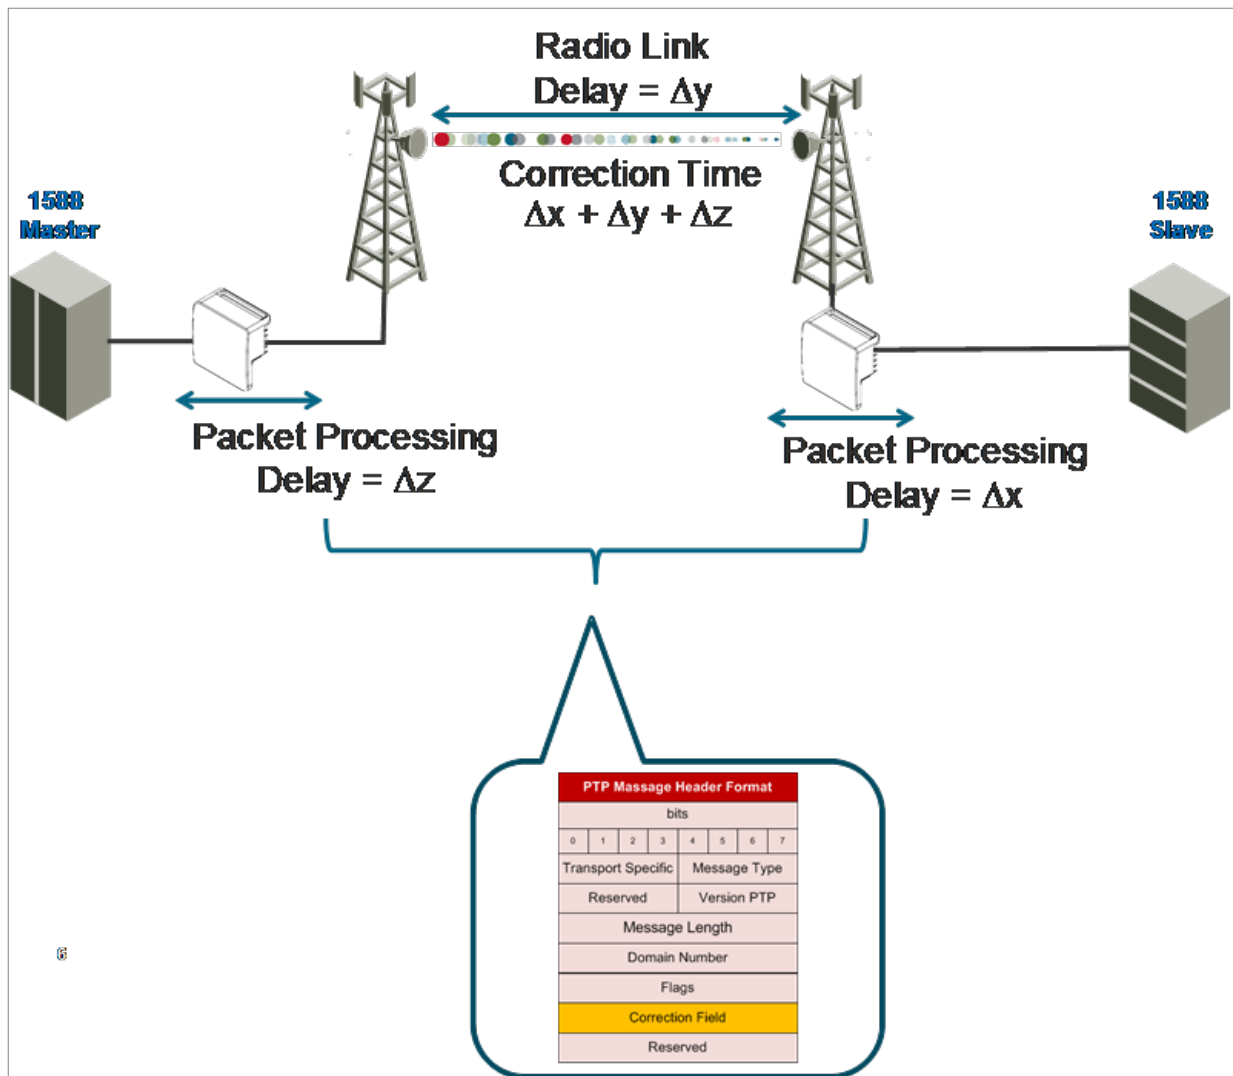 Radio Link
Delay = Δy
Correction Time
Δx + Δy + Δz
1588
Master
1588
Slave
Packet Processing
Delay = Δz
Packet Processing
Delay = Δx
PTP Massage Header Format
bits
0 1 2 3 4 5 6 7
Transport Specific Message Type
Reserved Version PTP
Message Length
Domain Number
Flags
Correction Field
Reserved
6